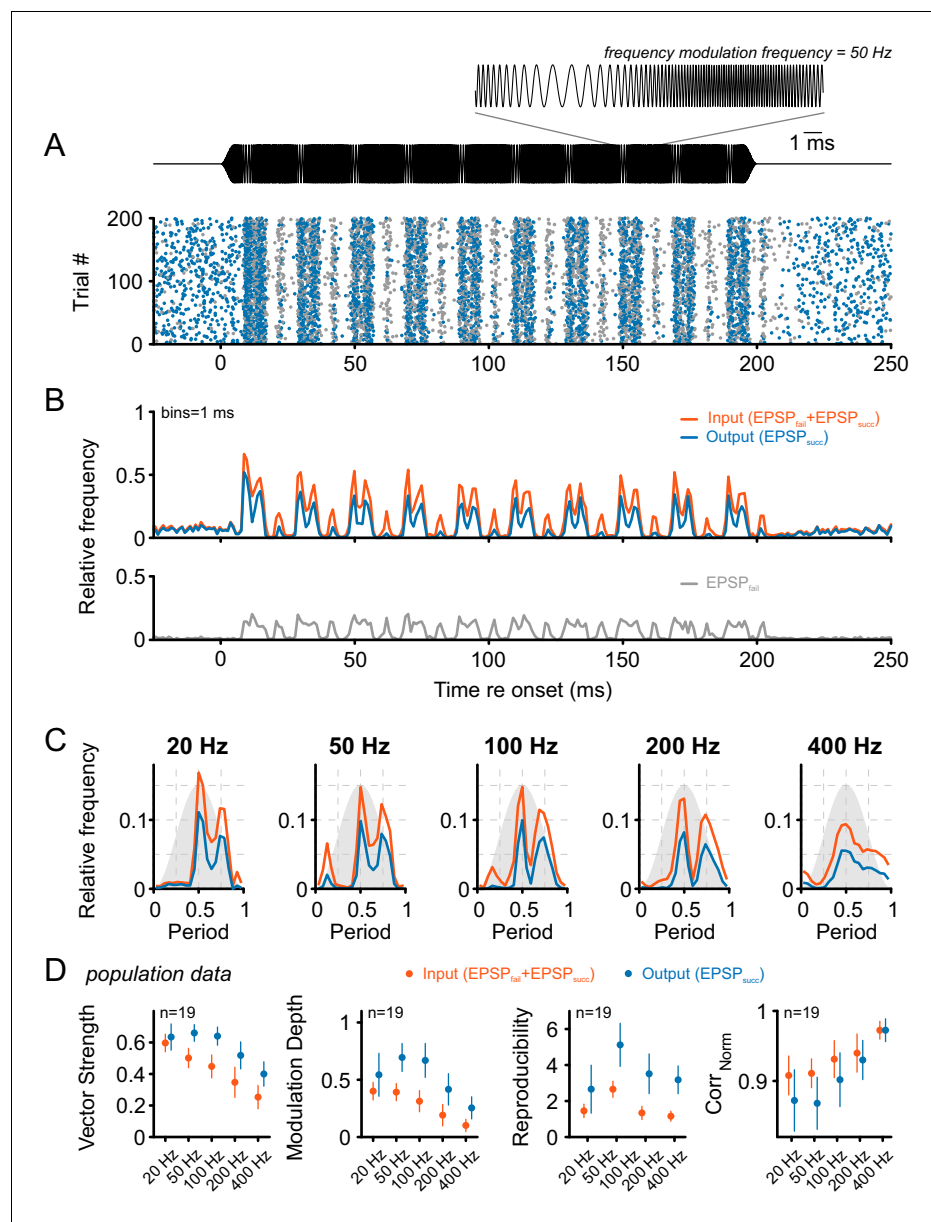 frequency modulation frequency = 50 Hz
A
1 ms
Trial #
200
100
0
0 50 100 150 200 250
B
bins=1 ms
Input (EPSPfail+EPSPsucc)
Output (EPSPsucc)
Relative frequency
1
0.5
0
EPSPfail
0.5
0
0 50 100 150 200 250
Time re onset (ms)
C
20 Hz 50 Hz 100 Hz 200 Hz 400 Hz
Relative frequency
0.1 0.1 0.1 0.1 0.1
0 0 0 0 0
0 0.5 1 0 0.5 1 0 0.5 1 0 0.5 1 0 0.5 1
Period Period Period Period Period
D population data
Input (EPSPfail+EPSPsucc) Output (EPSPsucc)
Vector Strength
n=19
0.6
0.4
0.2
0
20 Hz 50 Hz 100 Hz 200 Hz 400 Hz
Modulation Depth
n=19
1
0.5
0
20 Hz 50 Hz 100 Hz 200 Hz 400 Hz
Reproducibility
n=19
6
4
2
0
20 Hz 50 Hz 100 Hz 200 Hz 400 Hz
CorrNorm
n=19
1
0.9
20 Hz 50 Hz 100 Hz 200 Hz 400 Hz